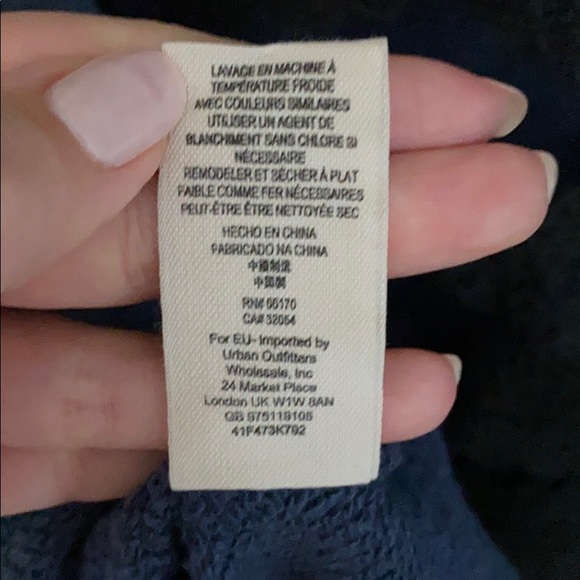 LAVAGE EN MACHINE À
TEMPÉRATURE FROIDE
AVEC COULEURS SIMILAIRES
UTILISER UN AGENT DE
BLANCHIMENT SANS CHLORE SI
NÉCESSAIRE
REMODELER ET SÉCHER À PLAT
FAIBLE COMME FER NÉCESSAIRES
PEUT-ÊTRE ÊTRE NETTOYÉE SEC
HECHO EN CHINA
FABRICADO NA CHINA
中國製造
中国製
RN# 66170
CA# 32054
For EU- Imported by
Urban Outfitters
Wholesale, Inc
24 Market Place
London UK W1W 8AN
GB 975119105
41F473K792